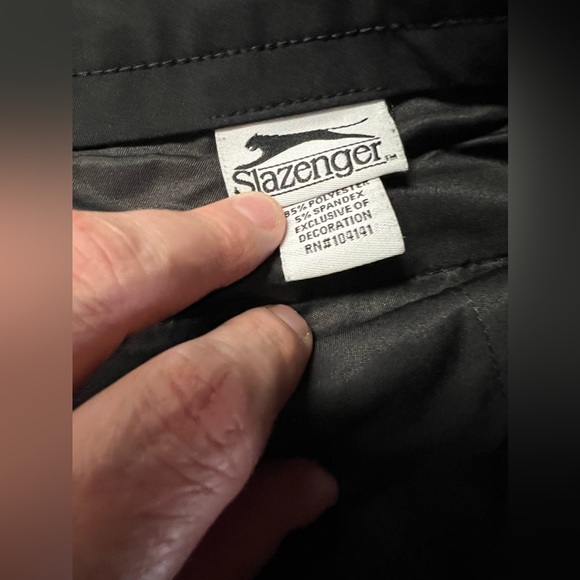 Slazenger
95% POLYESTER
5% SPANDEX
EXCLUSIVE OF
DECORATION
RN#104141